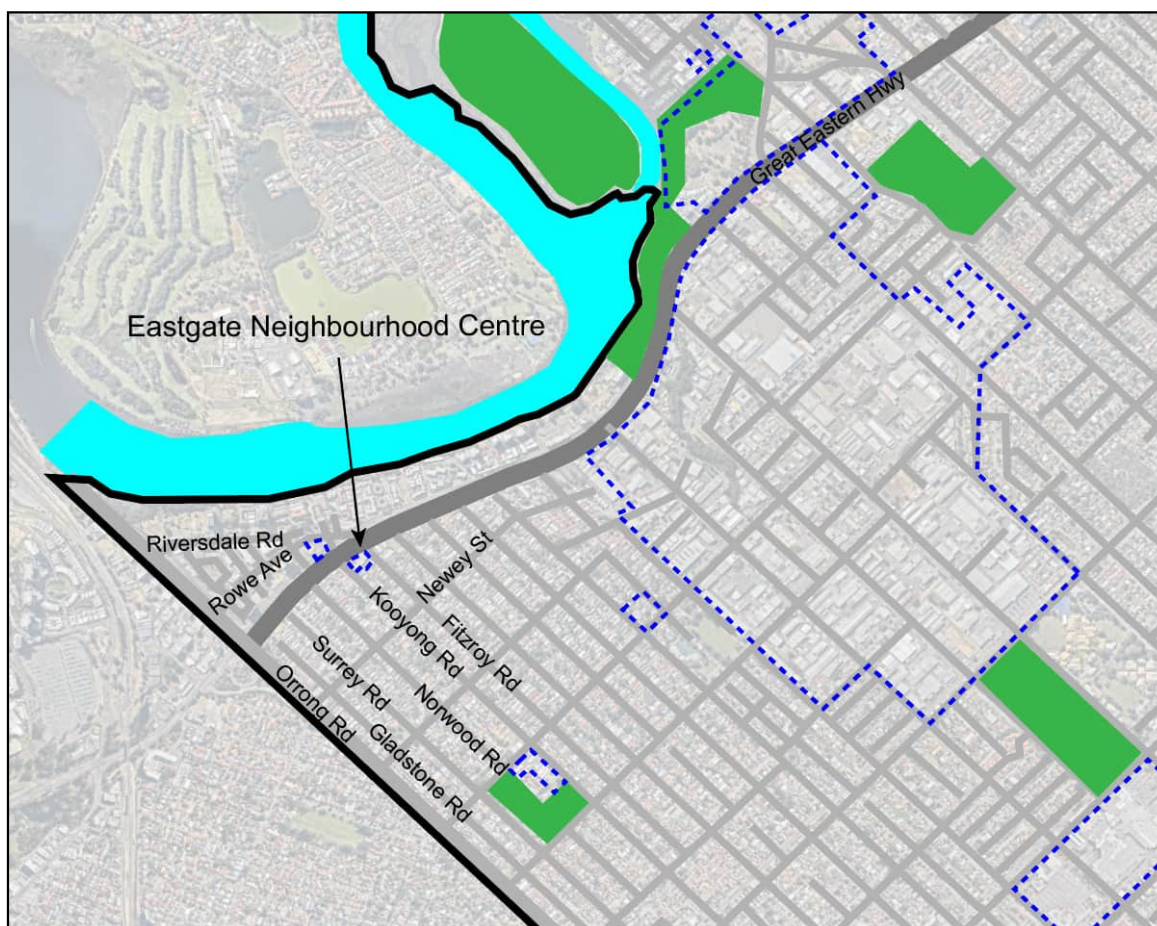 Great Eastern Hwy
Eastgate Neighbourhood Centre
Riversdale Rd
Rowe Ave
Newey St
Kooyong Rd
Fitzroy Rd
Surrey Rd
Norwood Rd
Orrong Rd
Gladstone Rd